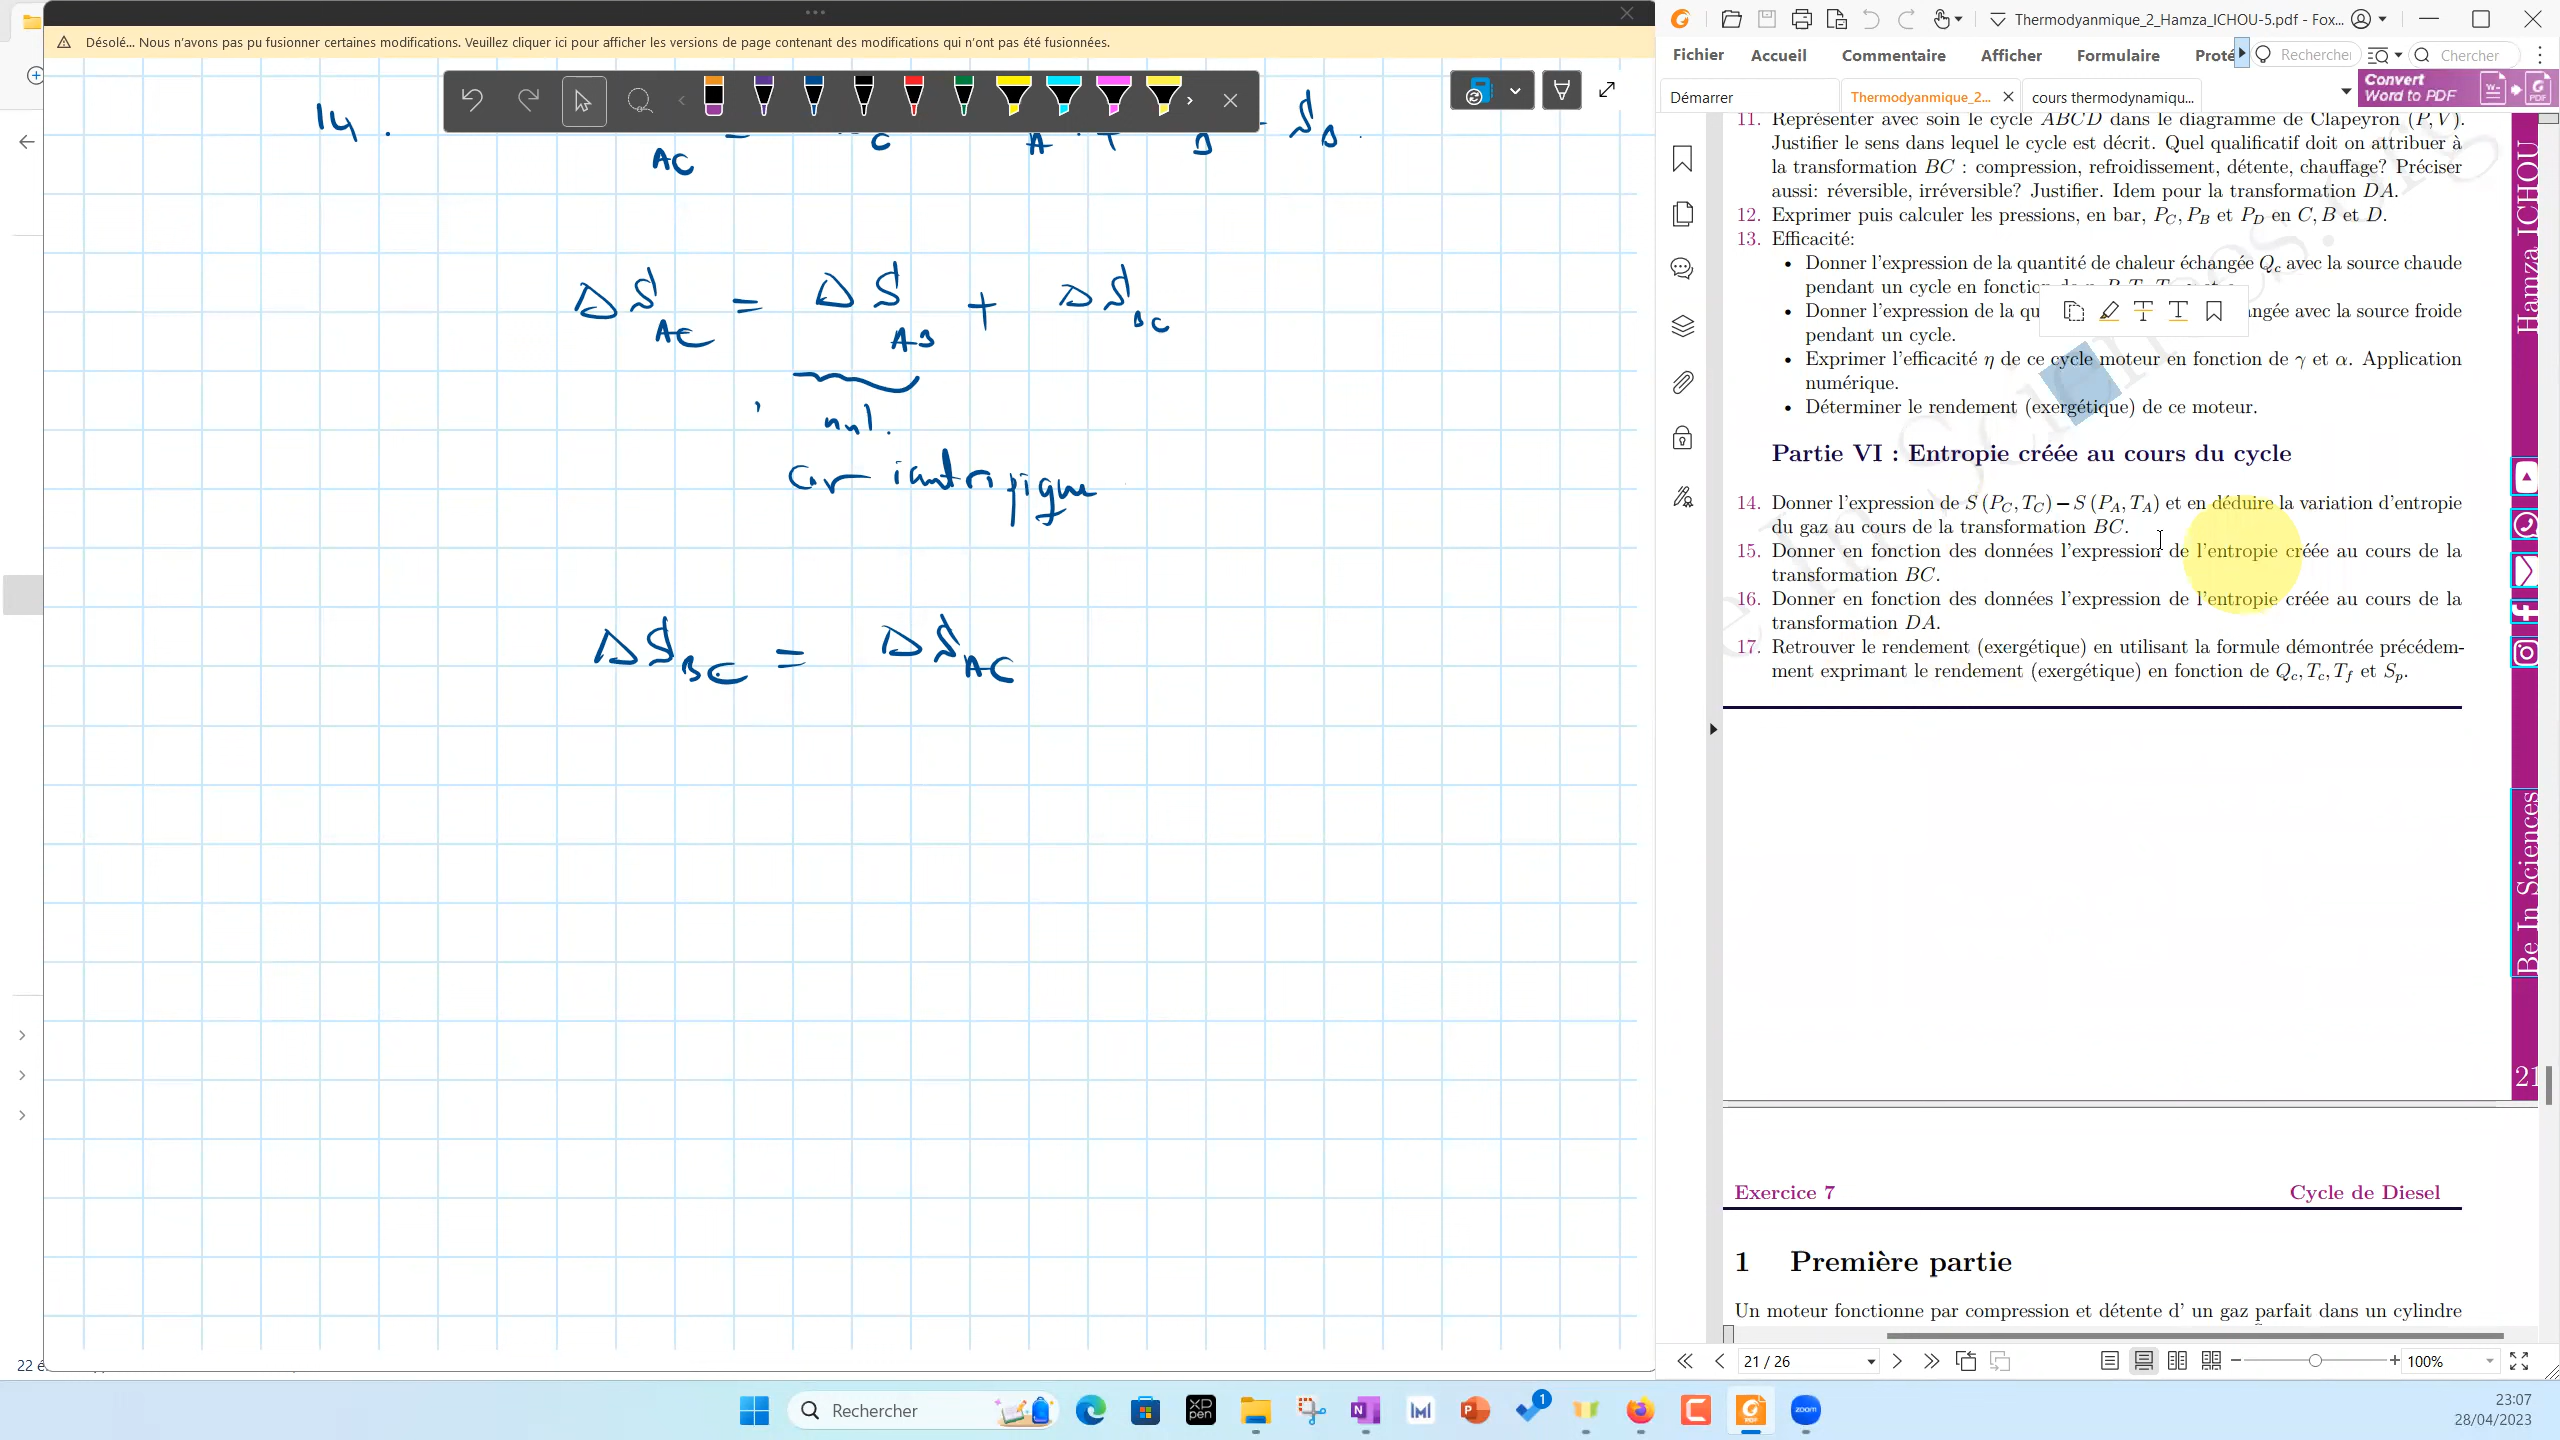 Désolé... Nous n'avons pas pu fusionner certaines modifications. Veuillez cliquer ici pour afficher les versions de page contenant des modifications qui n'ont pas été fusionnées.
14.
AC = C A . T B - S B .
Δ S AC = Δ S AB + Δ S BC
nul.
car isentropique
Δ S BC = Δ S AC
22 é
Thermodyanmique_2_Hamza_ICHOU-5.pdf - Fox...
Fichier Accueil Commentaire Afficher Formulaire Proté Rechercher Chercher
Démarrer Thermodyanmique_2... cours thermodynamiqu... Convert Word to PDF
11. Représenter avec soin le cycle ABCD dans le diagramme de Clapeyron (P, V).
Justifier le sens dans lequel le cycle est décrit. Quel qualificatif doit on attribuer à
la transformation BC : compression, refroidissement, détente, chauffage? Préciser
aussi: réversible, irréversible? Justifier. Idem pour la transformation DA.
12. Exprimer puis calculer les pressions, en bar, P_C, P_B et P_D en C, B et D.
13. Efficacité:
• Donner l'expression de la quantité de chaleur échangée Q_c avec la source chaude
pendant un cycle en fonction
• Donner l'expression de la qu angée avec la source froide
pendant un cycle.
• Exprimer l'efficacité η de ce cycle moteur en fonction de γ et α. Application
numérique.
• Déterminer le rendement (exergétique) de ce moteur.
Partie VI : Entropie créée au cours du cycle
14. Donner l'expression de S (P_C, T_C) − S (P_A, T_A) et en déduire la variation d'entropie
du gaz au cours de la transformation BC.
15. Donner en fonction des données l'expression de l'entropie créée au cours de la
transformation BC.
16. Donner en fonction des données l'expression de l'entropie créée au cours de la
transformation DA.
17. Retrouver le rendement (exergétique) en utilisant la formule démontrée précédem-
ment exprimant le rendement (exergétique) en fonction de Q_c, T_c, T_f et S_p.
Hamza ICHOU
Be In Sciences
21
Exercice 7 Cycle de Diesel
1 Première partie
Un moteur fonctionne par compression et détente d' un gaz parfait dans un cylindre
21 / 26 100%
Rechercher
1
23:07
28/04/2023